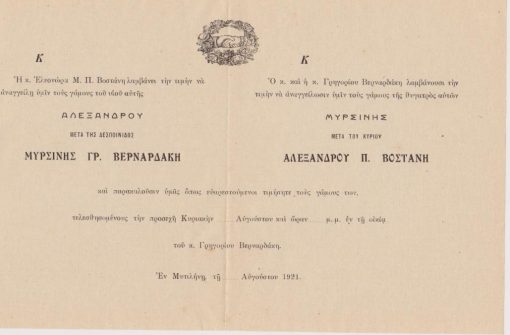 Κ
Ἡ κ. Ἐλεονώρα Μ. Π. Βοστάνη λαμβάνει τὴν τιμὴν νὰ
ἀναγγείλῃ ὑμῖν τοὺς γάμους τοῦ υἱοῦ αὐτῆς
ΑΛΕΞΑΝΔΡΟΥ
ΜΕΤΑ ΤΗΣ ΔΕΣΠΟΙΝΙΔΟΣ
ΜΥΡΣΙΝΗΣ ΓΡ. ΒΕΡΝΑΡΔΑΚΗ
Κ
Ὁ κ. καὶ ἡ κ. Γρηγορίου Βερναρδάκη λαμβάνουσι τὴν
τιμὴν νὰ ἀναγγείλωσιν ὑμῖν τοὺς γάμους τῆς θυγατρὸς αὐτῶν
ΜΥΡΣΙΝΗΣ
ΜΕΤΑ ΤΟΥ ΚΥΡΙΟΥ
ΑΛΕΞΑΝΔΡΟΥ Π. ΒΟΣΤΑΝΗ
καὶ παρακαλοῦσιν ὑμᾶς ὅπως εὐαρεστούμενοι τιμήσητε τοὺς γάμους των,
τελεσθησομένους τὴν προσεχῆ Κυριακὴν Αὐγούστου καὶ ὥραν μ.μ. ἐν τῇ οἰκίᾳ
τοῦ κ. Γρηγορίου Βερναρδάκη.
Ἐν Μυτιλήνῃ, τῇ Αὐγούστου 1921.